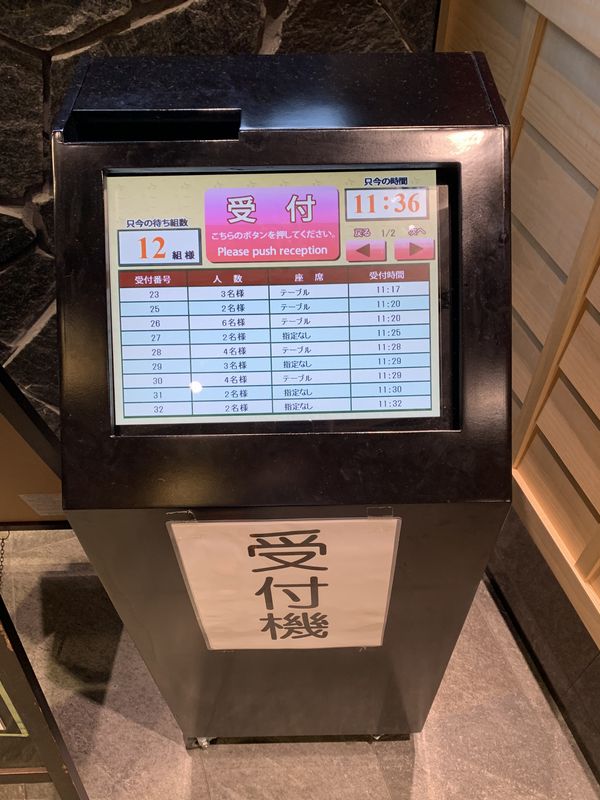 只今の待ち組数
12 組様
受 付
こちらのボタンを押してください。
Please push reception
只今の時間
11:36
戻る 1/2 次へ
受付番号 人 数 座 席 受付時間
23 3名様 テーブル 11:17
25 2名様 テーブル 11:20
26 6名様 テーブル 11:20
27 2名様 指定なし 11:25
28 4名様 テーブル 11:28
29 3名様 指定なし 11:29
30 4名様 テーブル 11:29
31 2名様 指定なし 11:30
32 2名様 指定なし 11:32
受付機